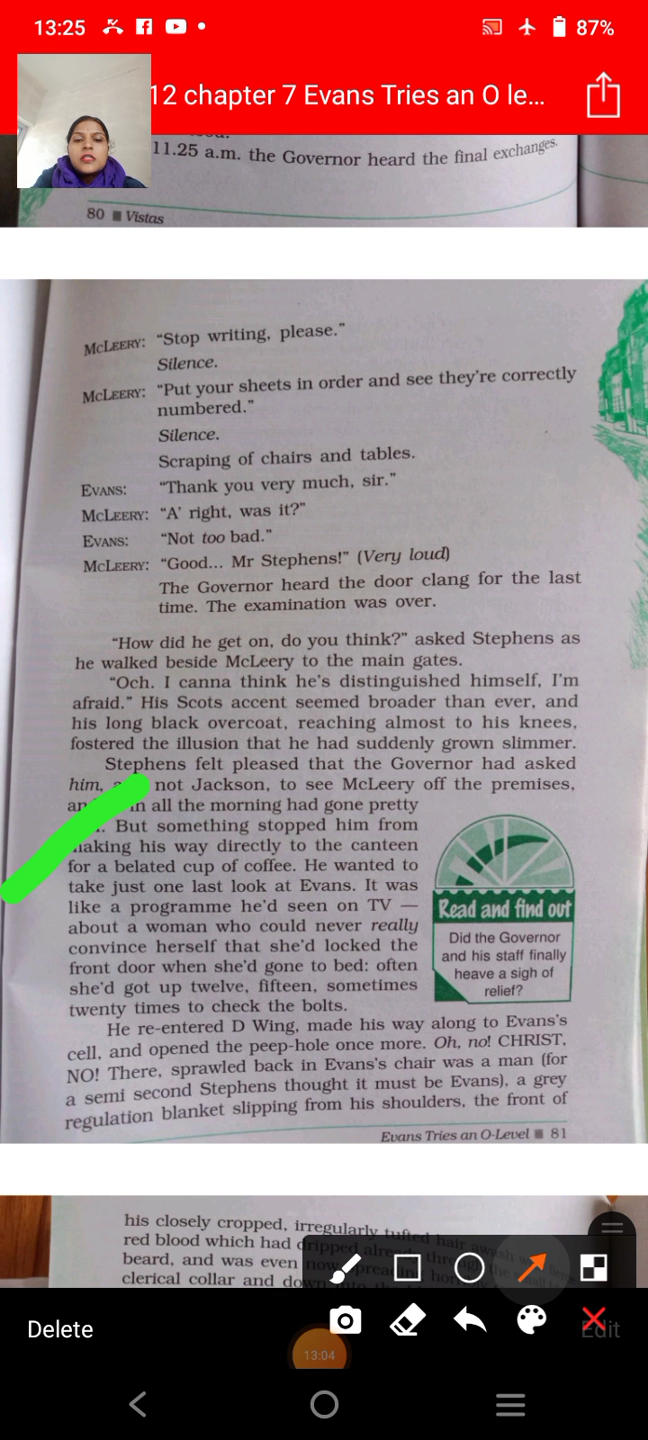 13:25
87%
12 chapter 7 Evans Tries an O le...
11.25 a.m. the Governor heard the final exchanges.
80 ■ Vistas
MCLEERY: “Stop writing, please.”
Silence.
MCLEERY: “Put your sheets in order and see they're correctly
numbered.”
Silence.
Scraping of chairs and tables.
EVANS: “Thank you very much, sir.”
MCLEERY: “A' right, was it?”
EVANS: “Not too bad.”
MCLEERY: “Good... Mr Stephens!” (Very loud)
The Governor heard the door clang for the last
time. The examination was over.
“How did he get on, do you think?” asked Stephens as
he walked beside McLeery to the main gates.
“Och. I canna think he's distinguished himself, I'm
afraid.” His Scots accent seemed broader than ever, and
his long black overcoat, reaching almost to his knees,
fostered the illusion that he had suddenly grown slimmer.
Stephens felt pleased that the Governor had asked
him, not Jackson, to see McLeery off the premises,
all the morning had gone pretty
But something stopped him from
making his way directly to the canteen
for a belated cup of coffee. He wanted to
take just one last look at Evans. It was
like a programme he'd seen on TV —
about a woman who could never really
convince herself that she'd locked the
front door when she'd gone to bed: often
she'd got up twelve, fifteen, sometimes
twenty times to check the bolts.
Read and find out
Did the Governor
and his staff finally
heave a sigh of
relief?
He re-entered D Wing, made his way along to Evans's
cell, and opened the peep-hole once more. Oh, no! CHRIST,
NO! There, sprawled back in Evans's chair was a man (for
a semi second Stephens thought it must be Evans), a grey
regulation blanket slipping from his shoulders, the front of
Evans Tries an O-Level ■ 81
his closely cropped, irregularly tufted hair
red blood which had dripped
beard, and was even
clerical collar and down
Delete
Edit
13:04